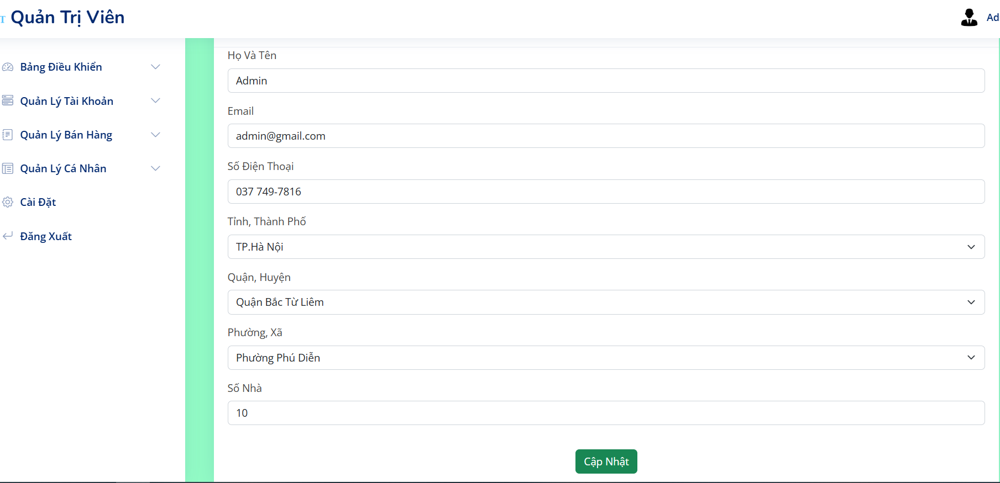 T Quản Trị Viên
Ad
Bảng Điều Khiển
Quản Lý Tài Khoản
Quản Lý Bán Hàng
Quản Lý Cá Nhân
Cài Đặt
Đăng Xuất
Họ Và Tên
Admin
Email
admin@gmail.com
Số Điện Thoại
037 749-7816
Tỉnh, Thành Phố
TP.Hà Nội
Quận, Huyện
Quận Bắc Từ Liêm
Phường, Xã
Phường Phú Diễn
Số Nhà
10
Cập Nhật